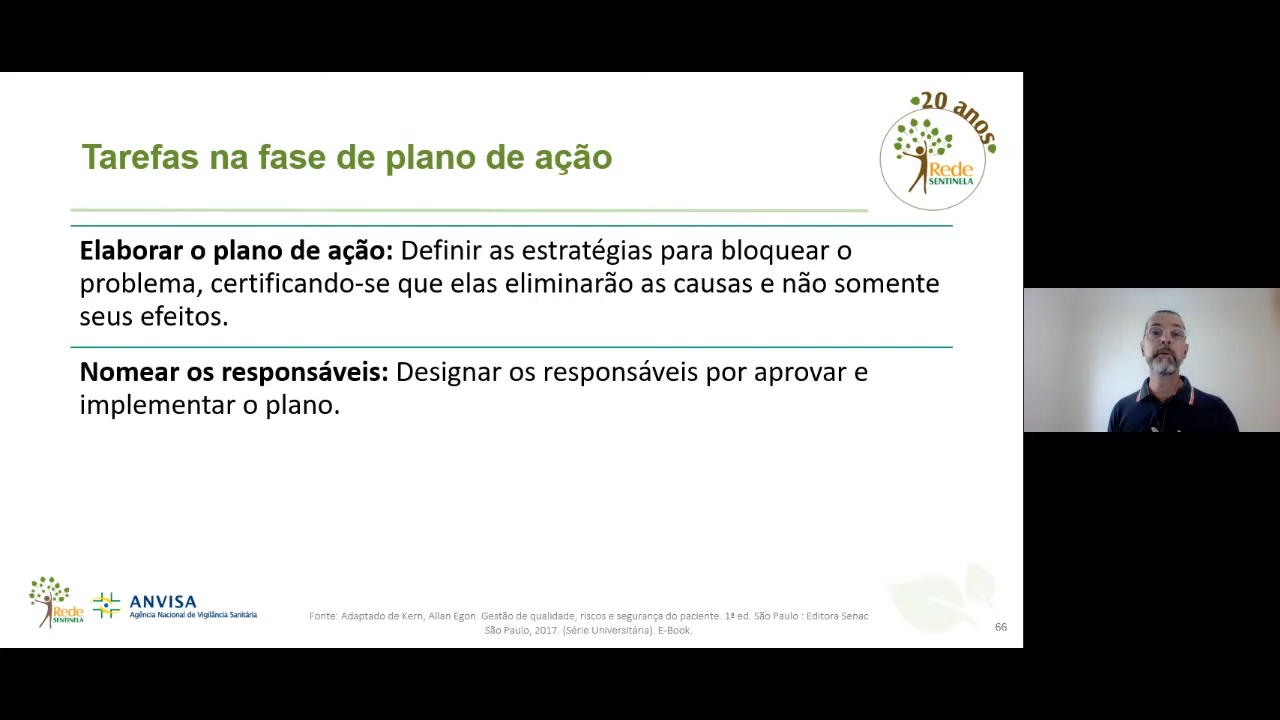 20 anos
Rede
SENTINELA
Tarefas na fase de plano de ação
Elaborar o plano de ação: Definir as estratégias para bloquear o
problema, certificando-se que elas eliminarão as causas e não somente
seus efeitos.
Nomear os responsáveis: Designar os responsáveis por aprovar e
implementar o plano.
Rede
SENTINELA
ANVISA
Agência Nacional de Vigilância Sanitária
Fonte: Adaptado de Kern, Allan Egon. Gestão de qualidade, riscos e segurança do paciente. 1ª ed. São Paulo : Editora Senac
São Paulo, 2017. (Série Universitária). E-Book.
66